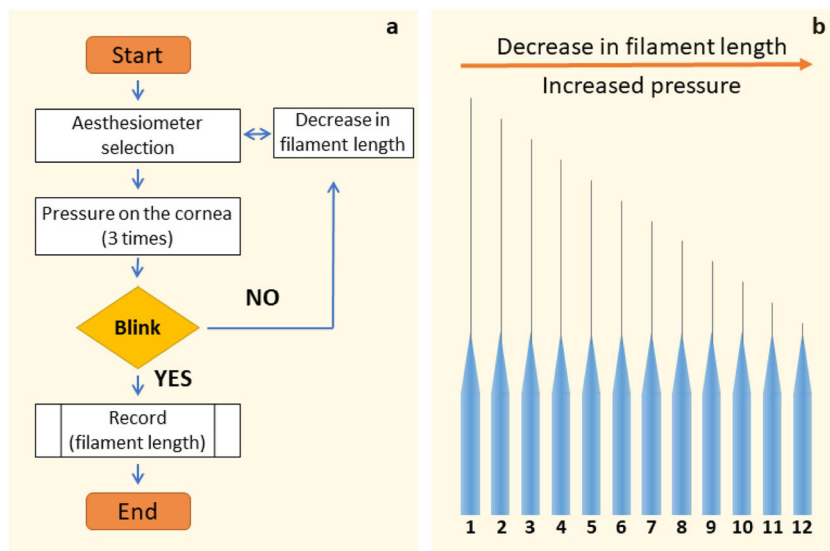 a
Start
Aesthesiometer
selection
Decrease in
filament length
Pressure on the cornea
(3 times)
NO
Blink
YES
Record
(filament length)
End
b
Decrease in filament length
Increased pressure
1 2 3 4 5 6 7 8 9 10 11 12